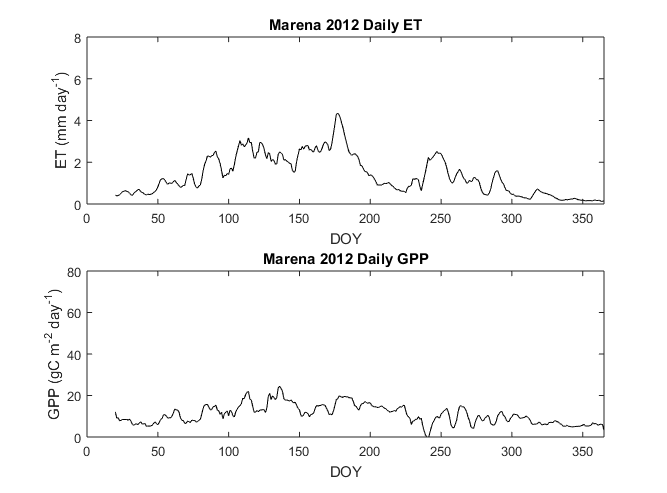 Marena 2012 Daily ET
8
6
4
2
0
ET (mm day⁻¹)
0 50 100 150 200 250 300 350
DOY
Marena 2012 Daily GPP
80
60
40
20
0
GPP (gC m⁻² day⁻¹)
0 50 100 150 200 250 300 350
DOY